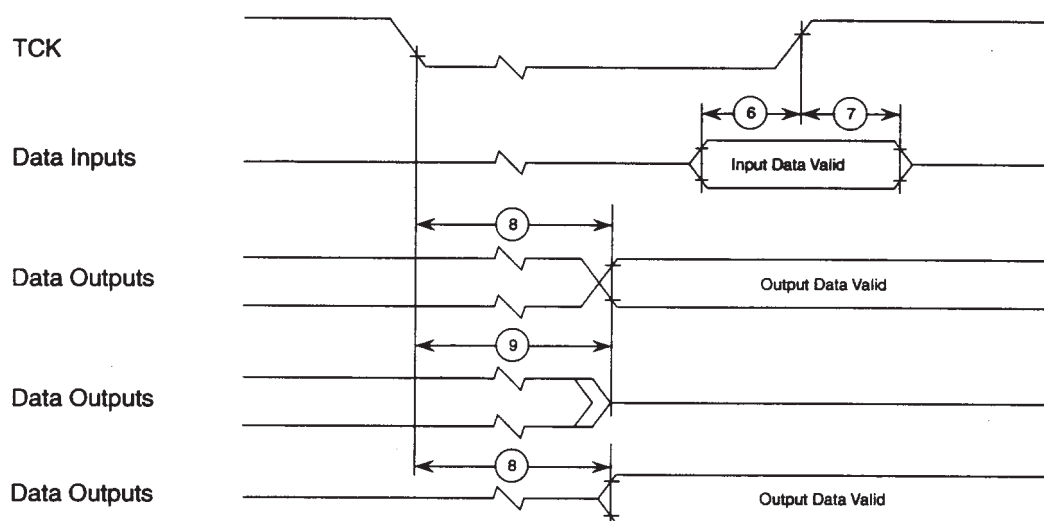 TCK
6
7
Data Inputs
Input Data Valid
8
Data Outputs
Output Data Valid
9
Data Outputs
8
Data Outputs
Output Data Valid